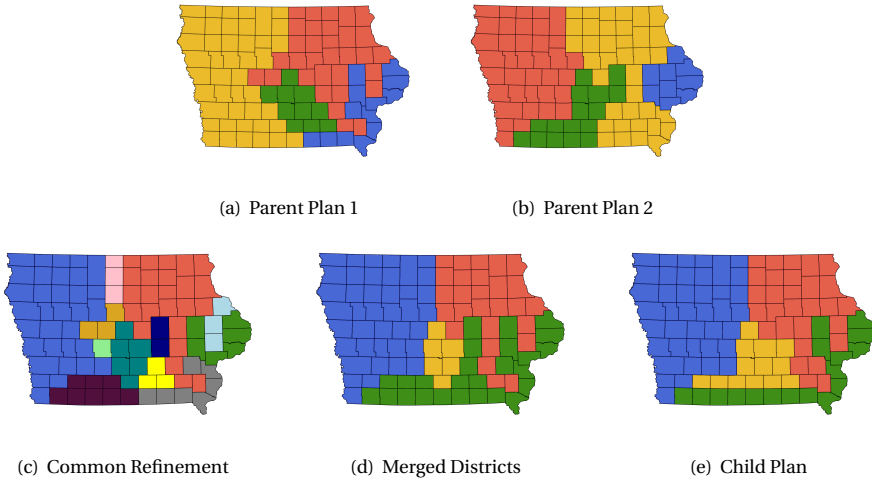 (a) Parent Plan 1
(b) Parent Plan 2
(c) Common Refinement
(d) Merged Districts
(e) Child Plan